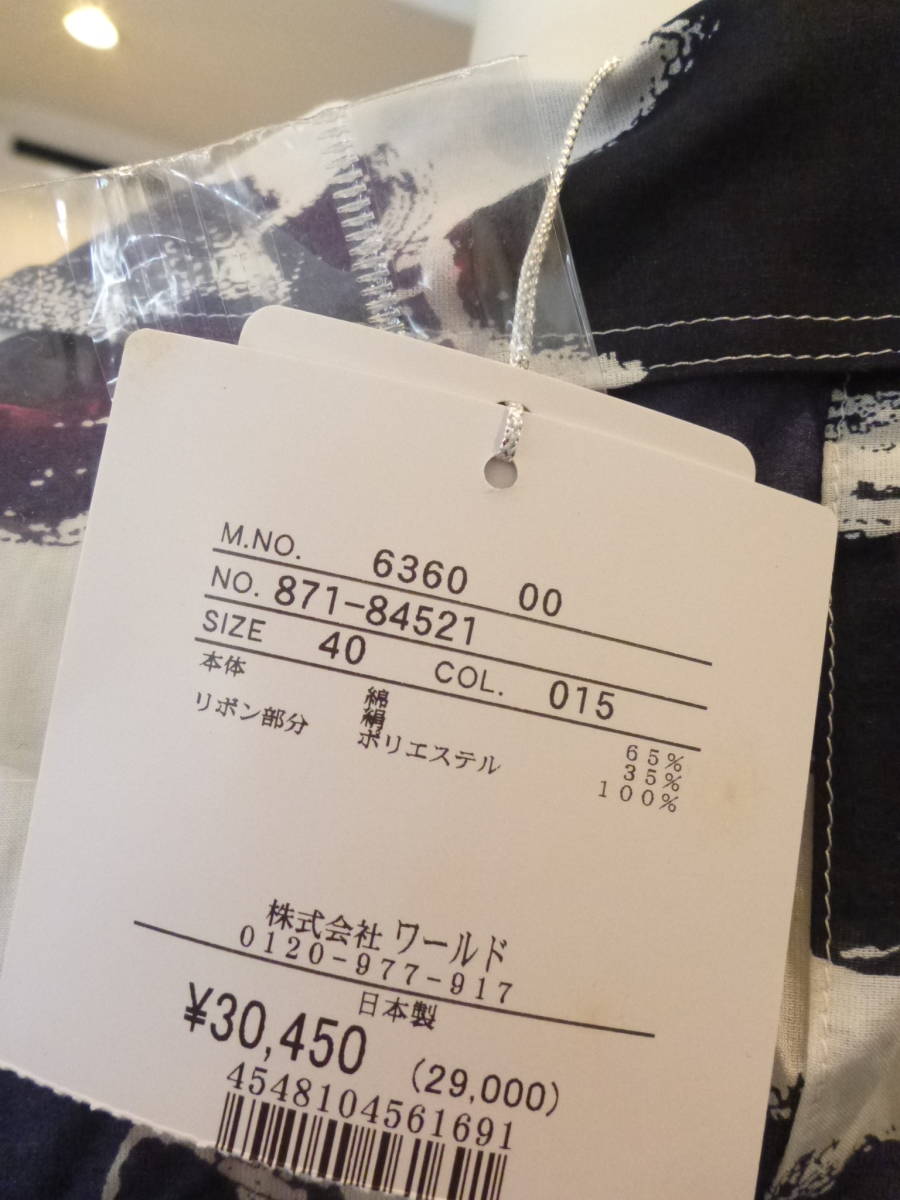 M.NO. 6360 00
NO. 871-84521
SIZE 40 COL. 015
本体 綿 65%
絹 35%
リボン部分 ポリエステル 100%
株式会社 ワールド
0120-977-917
日本製
¥30,450 (29,000)
4548104561691